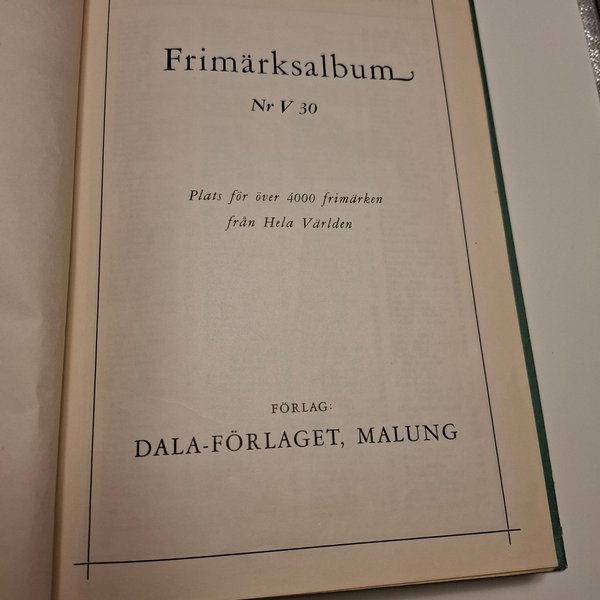 Frimärksalbum
Nr V 30
Plats för över 4000 frimärken
från Hela Världen
FÖRLAG:
DALA-FÖRLAGET, MALUNG